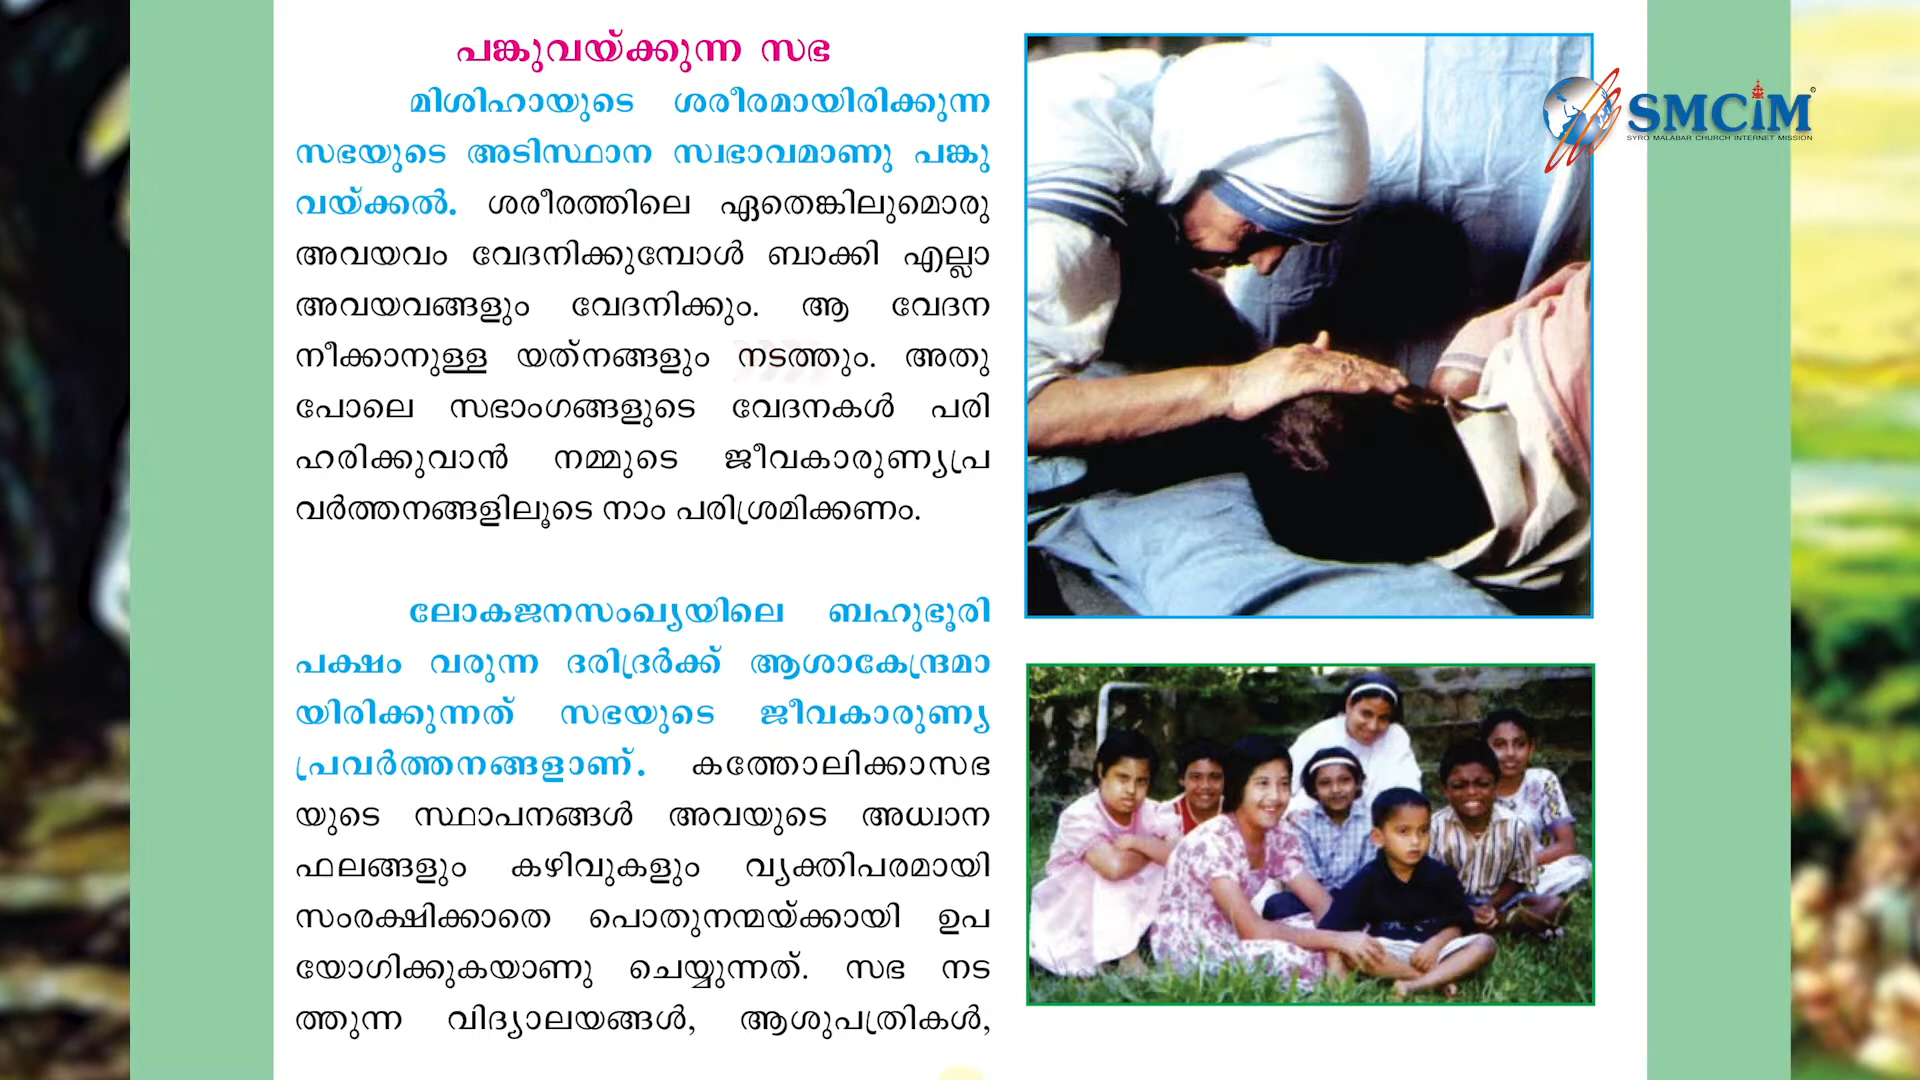 പങ്കുവയ്ക്കുന്ന സഭ
മിശിഹായുടെ ശരീരമായിരിക്കുന്ന
സഭയുടെ അടിസ്ഥാന സ്വഭാവമാണു പങ്കു
വയ്ക്കൽ. ശരീരത്തിലെ ഏതെങ്കിലുമൊരു
അവയവം വേദനിക്കുമ്പോൾ ബാക്കി എല്ലാ
അവയവങ്ങളും വേദനിക്കും. ആ വേദന
നീക്കാനുള്ള യത്നങ്ങളും നടത്തും. അതു
പോലെ സഭാംഗങ്ങളുടെ വേദനകൾ പരി
ഹരിക്കുവാൻ നമ്മുടെ ജീവകാരുണ്യപ്ര
വർത്തനങ്ങളിലൂടെ നാം പരിശ്രമിക്കണം.
ലോകജനസംഖ്യയിലെ ബഹുഭൂരി
പക്ഷം വരുന്ന ദരിദ്രർക്ക് ആശാകേന്ദ്രമാ
യിരിക്കുന്നത് സഭയുടെ ജീവകാരുണ്യ
പ്രവർത്തനങ്ങളാണ്. കത്തോലിക്കാസഭ
യുടെ സ്ഥാപനങ്ങൾ അവയുടെ അധ്വാന
ഫലങ്ങളും കഴിവുകളും വ്യക്തിപരമായി
സംരക്ഷിക്കാതെ പൊതുനന്മയ്ക്കായി ഉപ
യോഗിക്കുകയാണു ചെയ്യുന്നത്. സഭ നട
ത്തുന്ന വിദ്യാലയങ്ങൾ, ആശുപത്രികൾ,
SMCIM
SYRO MALABAR CHURCH INTERNET MISSION